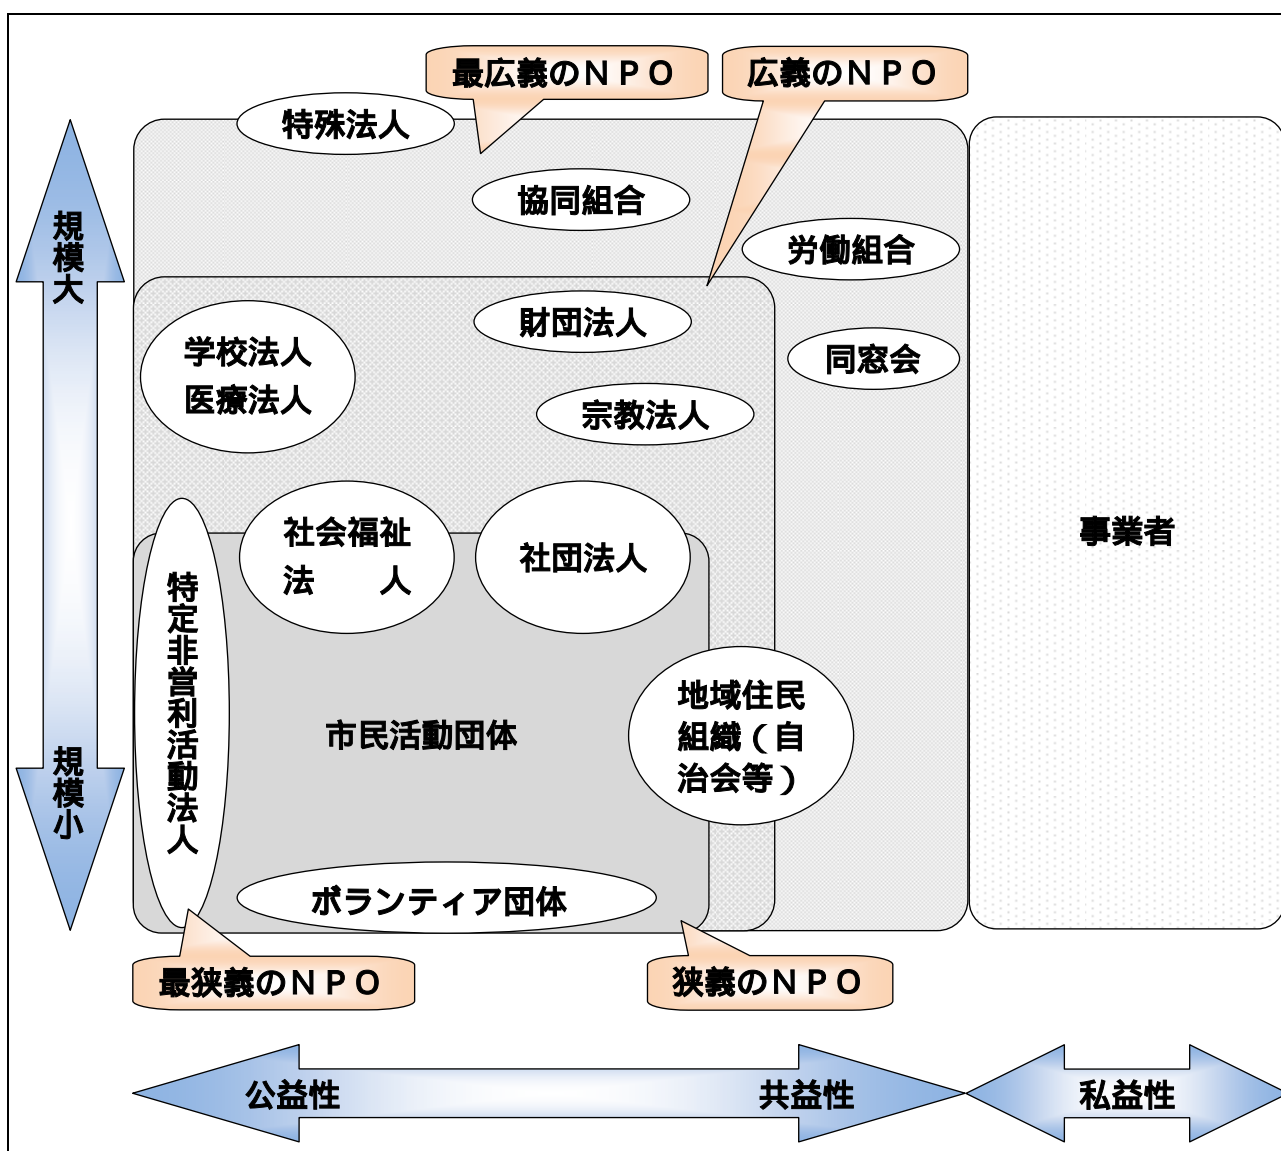 最広義のＮＰＯ
広義のＮＰＯ
特殊法人
協同組合
労働組合
規模大
財団法人
学校法人
医療法人
同窓会
宗教法人
社会福祉
法　　人
社団法人
事業者
特定非営利活動法人
地域住民
組織（自
治会等）
市民活動団体
規模小
ボランティア団体
最狭義のＮＰＯ
狭義のＮＰＯ
公益性
共益性
私益性